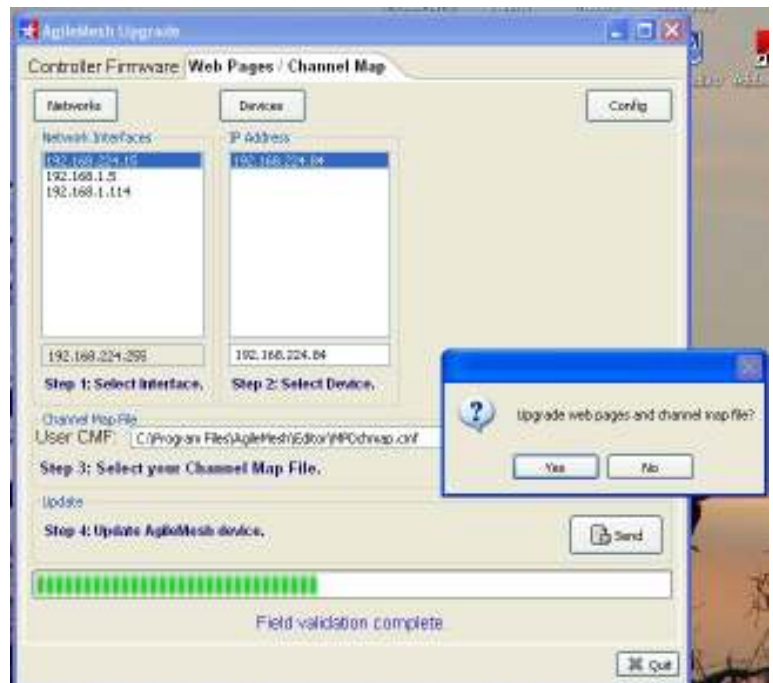 AgileMesh Upgrade
Controller Firmware
Web Pages / Channel Map
Networks
Devices
Config
Network Interfaces
IP Address
192.168.224.15
192.168.1.5
192.168.1.114
192.168.224.84
192.168.224.255
192.168.224.84
Step 1: Select Interface.
Step 2: Select Device.
Upgrade web pages and channel map file?
Yes
No
Channel Map File
User CMF:
C:\Program Files\AgileMesh\Editor\MPDchmap.cmf
Step 3: Select your Channel Map File.
Update
Step 4: Update AgileMesh device.
Send
Field validation complete
Quit